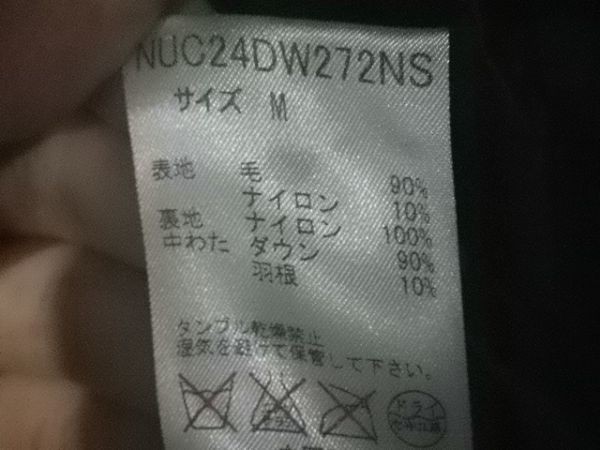 NUC24DW272NS
サイズ M
表地 毛 90%
ナイロン 10%
裏地 ナイロン 100%
中わた ダウン 90%
羽根 10%
タンブル乾燥禁止
湿気を避けて保管して下さい。
ドライ